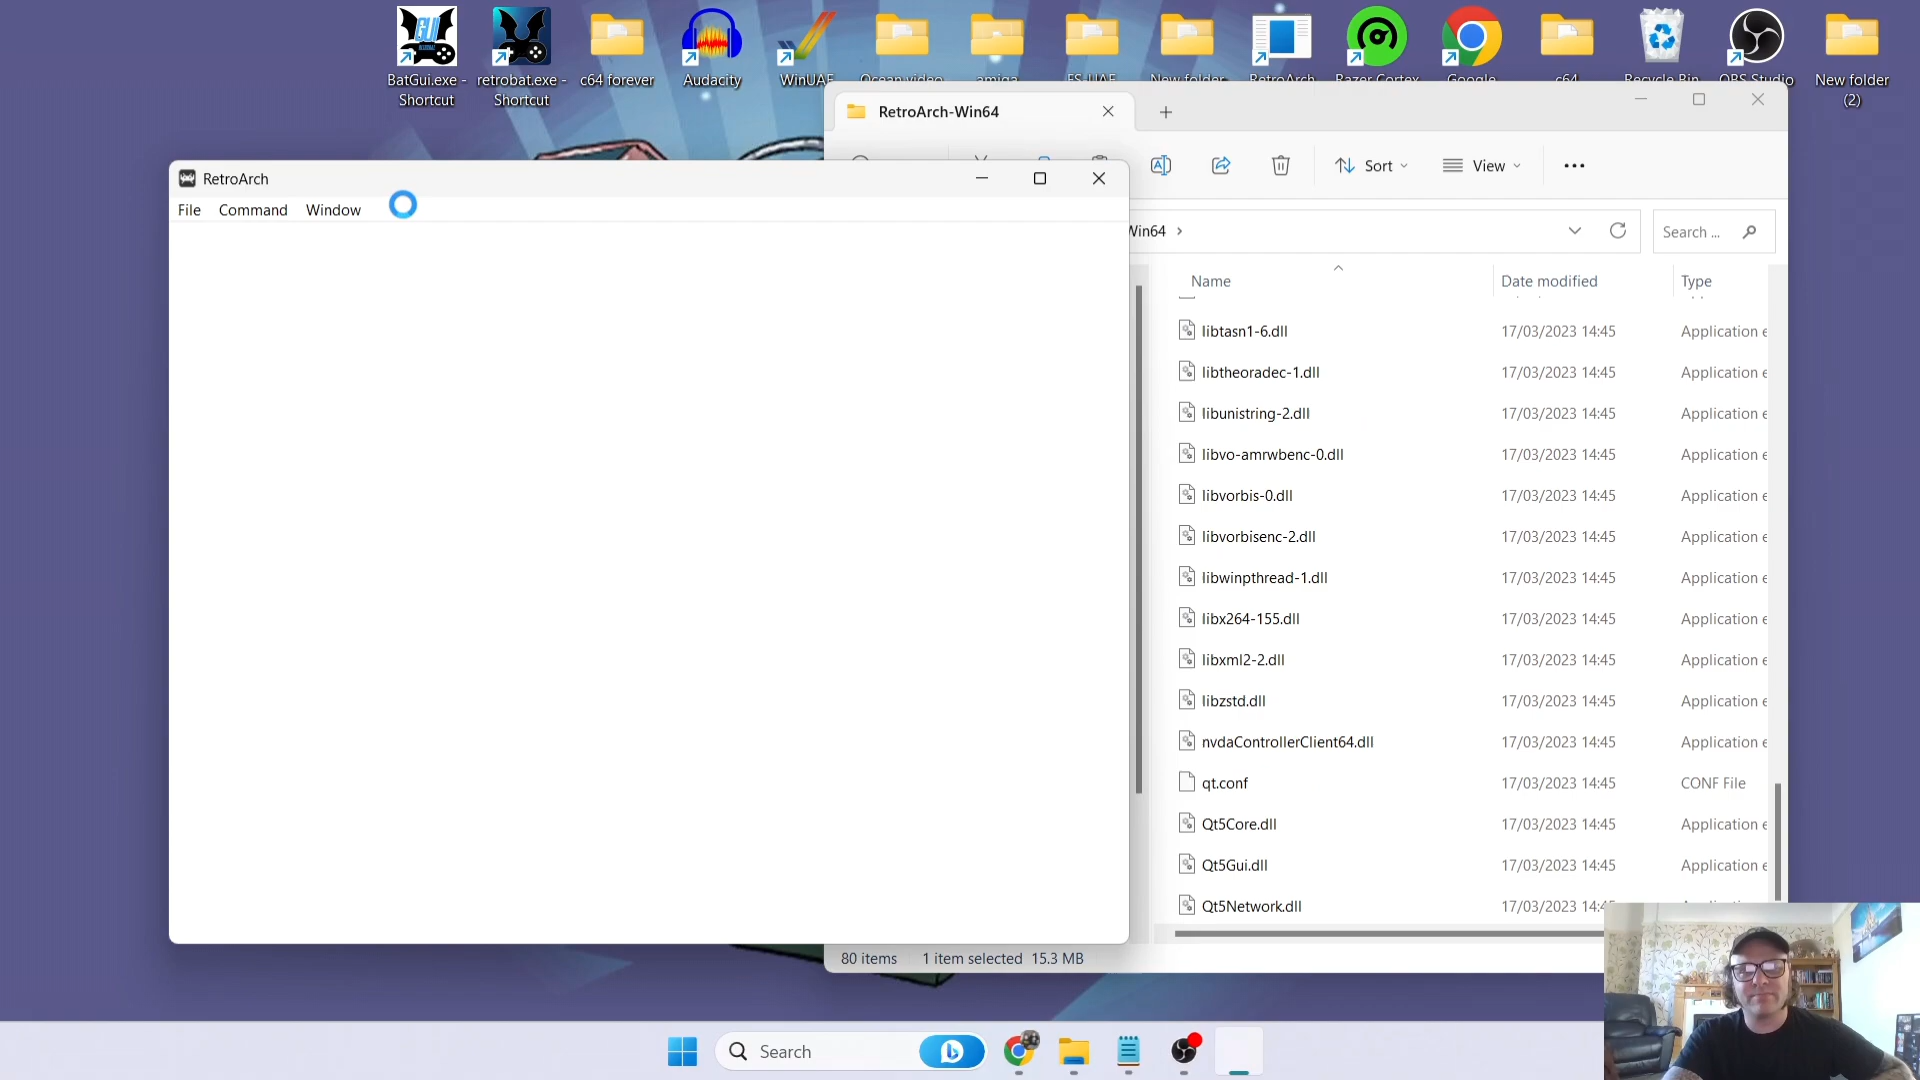 BatGui.exe - Shortcut
retrobat.exe - Shortcut
c64 forever
Audacity
WinUAE
Ocean video
amiga
FS-UAE
New folder
RetroArch
Razer Cortex
Google
c64
Recycle Bin
OBS Studio
New folder (2)
RetroArch-Win64
Sort
View
RetroArch
File Command Window
Win64
Search ...
Name Date modified Type
libtasn1-6.dll 17/03/2023 14:45 Application e
libtheoradec-1.dll 17/03/2023 14:45 Application e
libunistring-2.dll 17/03/2023 14:45 Application e
libvo-amrwbenc-0.dll 17/03/2023 14:45 Application e
libvorbis-0.dll 17/03/2023 14:45 Application e
libvorbisenc-2.dll 17/03/2023 14:45 Application e
libwinpthread-1.dll 17/03/2023 14:45 Application e
libx264-155.dll 17/03/2023 14:45 Application e
libxml2-2.dll 17/03/2023 14:45 Application e
libzstd.dll 17/03/2023 14:45 Application e
nvdaControllerClient64.dll 17/03/2023 14:45 Application e
qt.conf 17/03/2023 14:45 CONF File
Qt5Core.dll 17/03/2023 14:45 Application e
Qt5Gui.dll 17/03/2023 14:45 Application e
Qt5Network.dll 17/03/2023 14:45
80 items 1 item selected 15.3 MB
Search